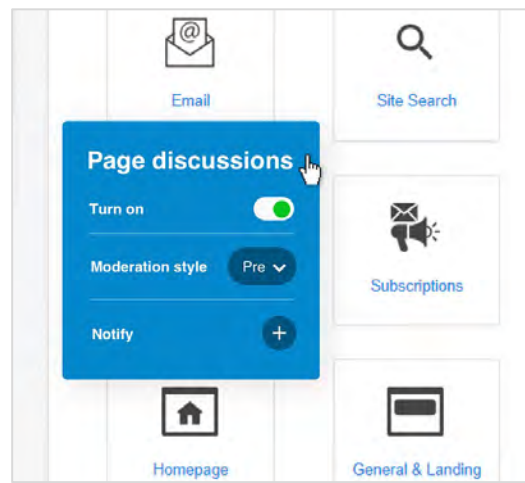 @
Email
Site Search
Page discussions
Turn on
Moderation style
Pre
Notify
+
Subscriptions
Homepage
General & Landing